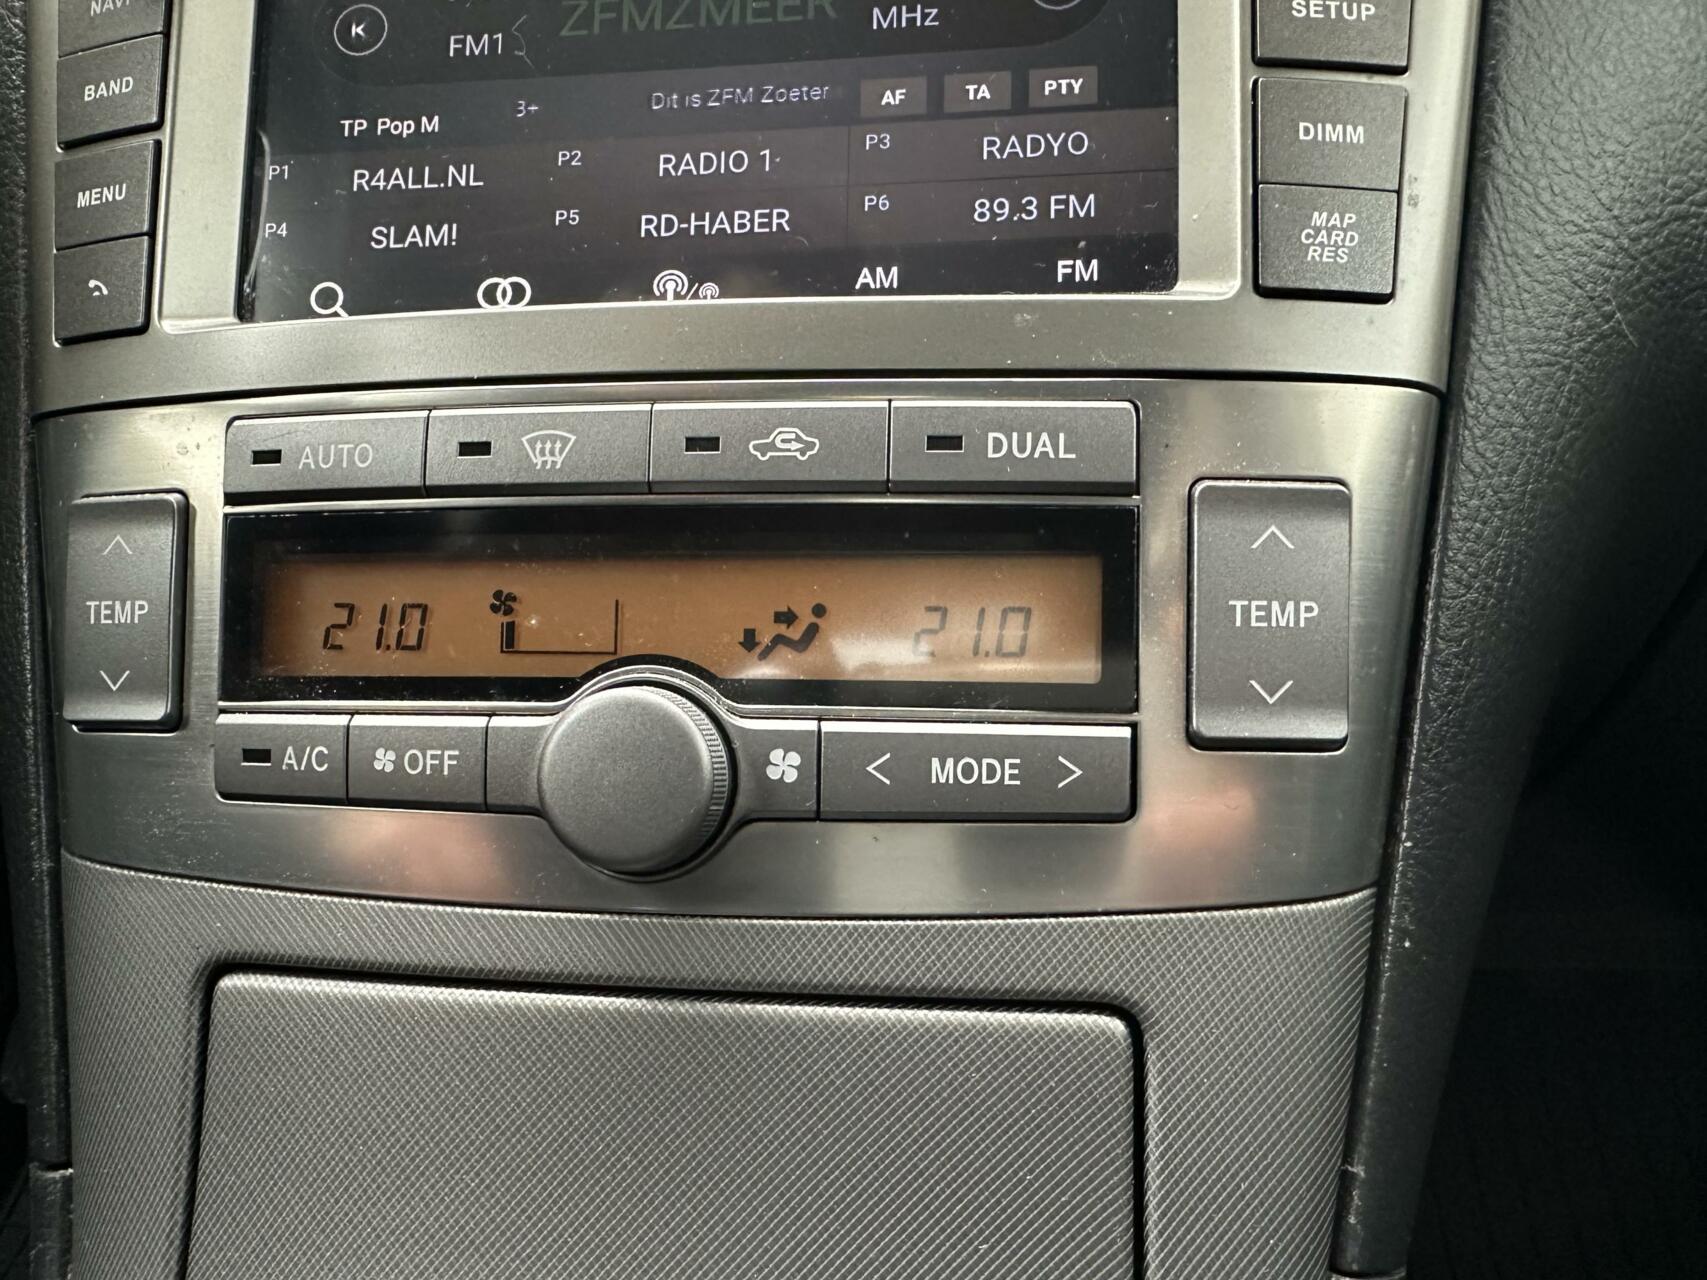 NAVI
ZFMZMEER
MHz
SETUP
FM1
BAND
3+
Dit is ZFM Zoeter
AF
TA
PTY
TP Pop M
DIMM
P1
R4ALL.NL
P2
RADIO 1
P3
RADYO
MENU
P4
SLAM!
P5
RD-HABER
P6
89.3 FM
MAP
CARD
RES
AM
FM
AUTO
DUAL
TEMP
21.0
21.0
TEMP
A/C
OFF
MODE